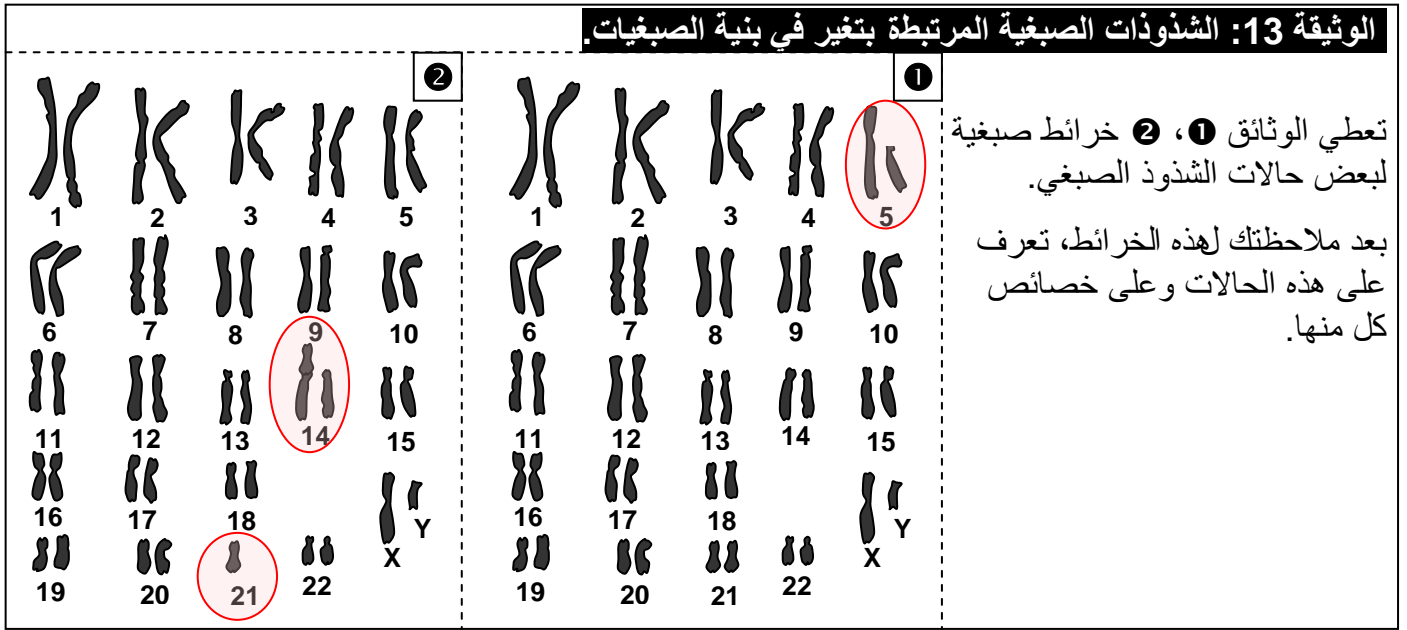 الوثيقة 13: الشذوذات الصبغية المرتبطة بتغير في بنية الصبغيات.
تعطي الوثائق ❶، ❷ خرائط صبغية
لبعض حالات الشذوذ الصبغي.
بعد ملاحظتك لهذه الخرائط، تعرف
على هذه الحالات وعلى خصائص
كل منها.
❶
1 2 3 4 5
6 7 8 9 10
11 12 13 14 15
16 17 18
X Y
19 20 21 22
❷
1 2 3 4 5
6 7 8 9 10
11 12 13 14 15
16 17 18
X Y
19 20 21 22